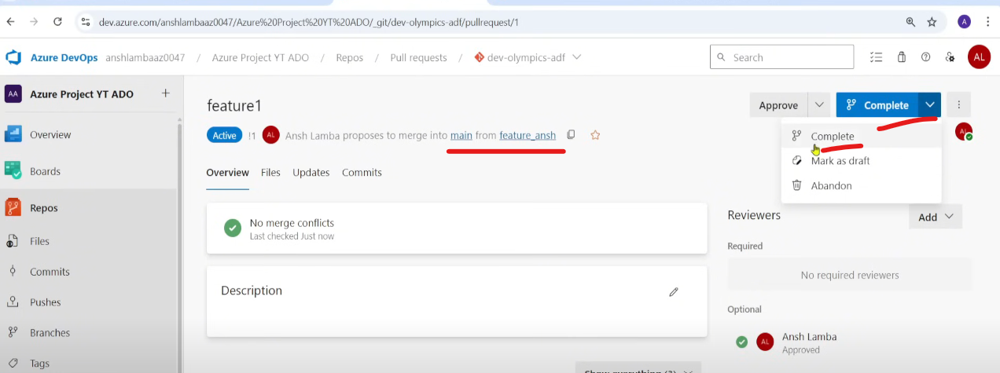 dev.azure.com/anshlambaaz0047/Azure%20Project%20YT%20ADO/_git/dev-olympics-adf/pullrequest/1
A
Azure DevOps anshlambaaz0047 / Azure Project YT ADO / Repos / Pull requests / dev-olympics-adf
Search
AL
AA Azure Project YT ADO +
Overview
Boards
Repos
Files
Commits
Pushes
Branches
Tags
feature1
Approve
Complete
Active !1 AL Ansh Lamba proposes to merge into main from feature_ansh
AL
Complete
Mark as draft
Abandon
Overview Files Updates Commits
No merge conflicts
Last checked Just now
Description
Show everything (3)
Reviewers
Add
Required
No required reviewers
Optional
AL Ansh Lamba
Approved